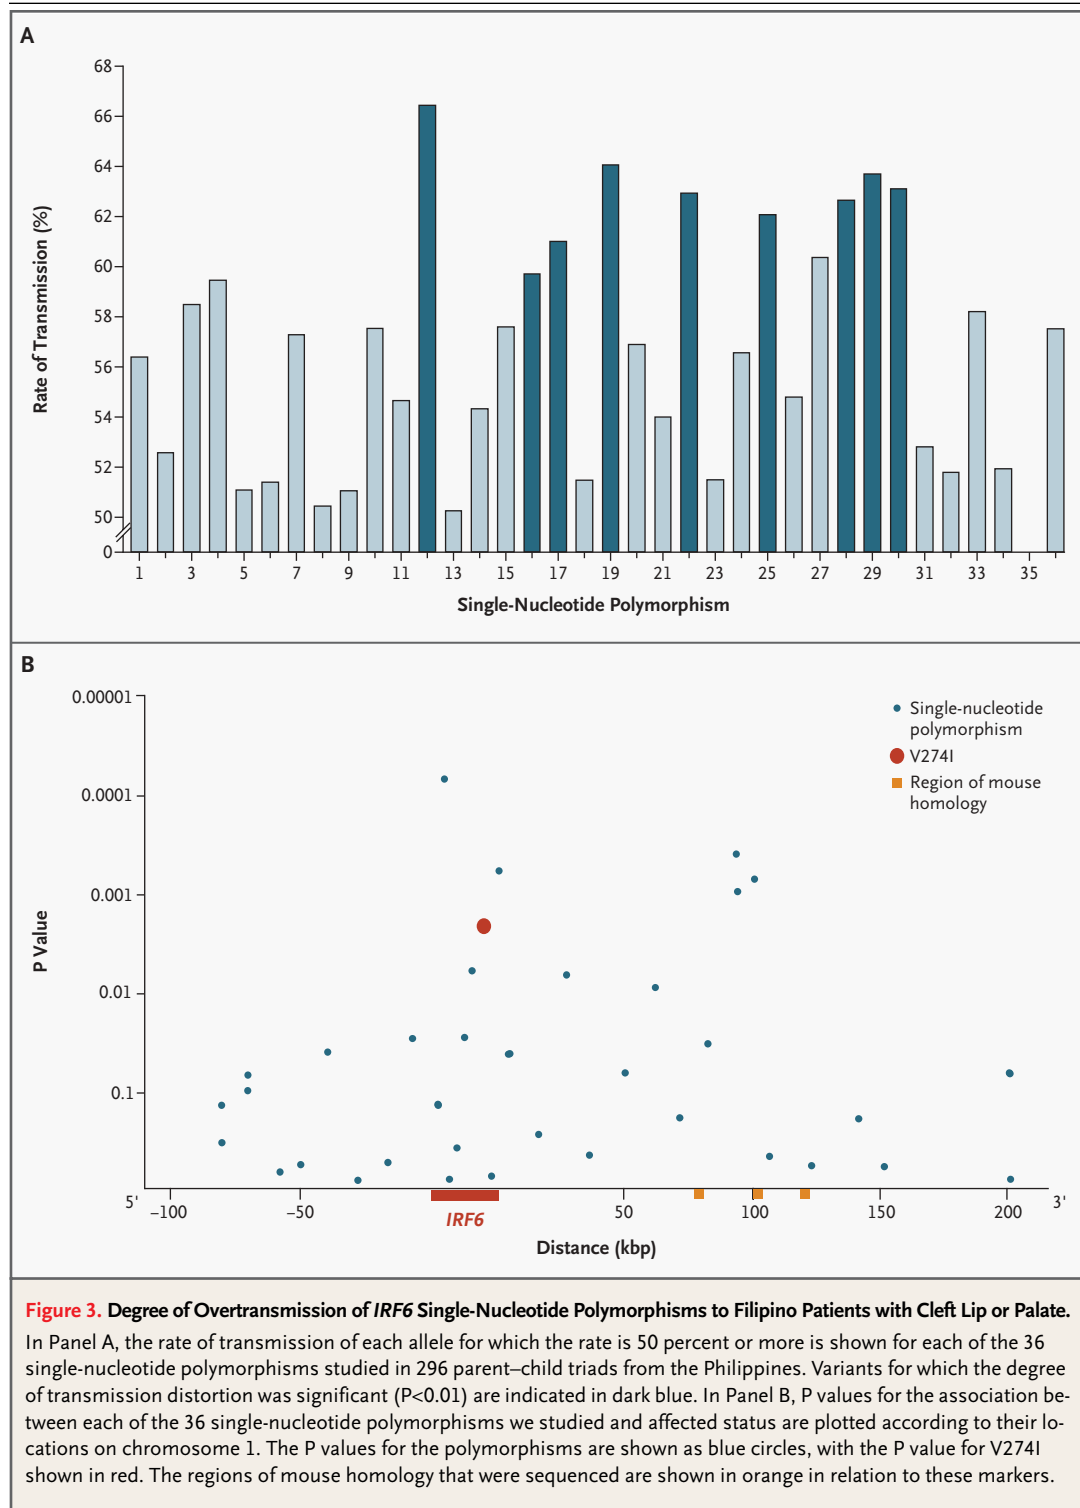 A
68
66
64
62
60
58
56
54
52
50
0
Rate of Transmission (%)
1 3 5 7 9 11 13 15 17 19 21 23 25 27 29 31 33 35
Single-Nucleotide Polymorphism
B
0.00001
0.0001
0.001
0.01
0.1
P Value
Single-nucleotide
polymorphism
V274I
Region of mouse
homology
5' 3'
−100 −50 50 100 150 200
IRF6
Distance (kbp)
Figure 3. Degree of Overtransmission of IRF6 Single-Nucleotide Polymorphisms to Filipino Patients with Cleft Lip or Palate.
In Panel A, the rate of transmission of each allele for which the rate is 50 percent or more is shown for each of the 36
single-nucleotide polymorphisms studied in 296 parent–child triads from the Philippines. Variants for which the degree
of transmission distortion was significant (P<0.01) are indicated in dark blue. In Panel B, P values for the association be-
tween each of the 36 single-nucleotide polymorphisms we studied and affected status are plotted according to their lo-
cations on chromosome 1. The P values for the polymorphisms are shown as blue circles, with the P value for V274I
shown in red. The regions of mouse homology that were sequenced are shown in orange in relation to these markers.